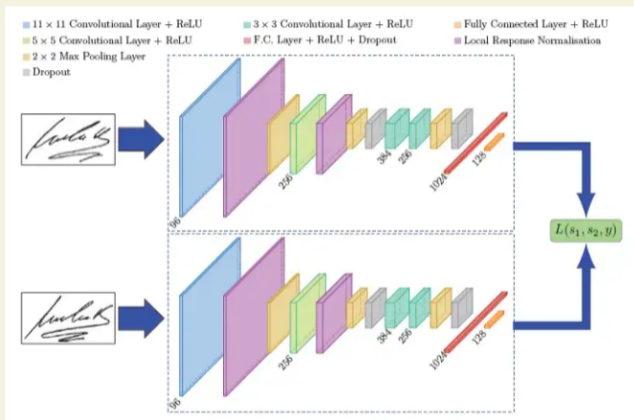 11 × 11 Convolutional Layer + ReLU
3 × 3 Convolutional Layer + ReLU
Fully Connected Layer + ReLU
5 × 5 Convolutional Layer + ReLU
F.C. Layer + ReLU + Dropout
Local Response Normalisation
2 × 2 Max Pooling Layer
Dropout
96
256
384
256
1024
128
L(s₁, s₂, y)
96
256
384
256
1024
128